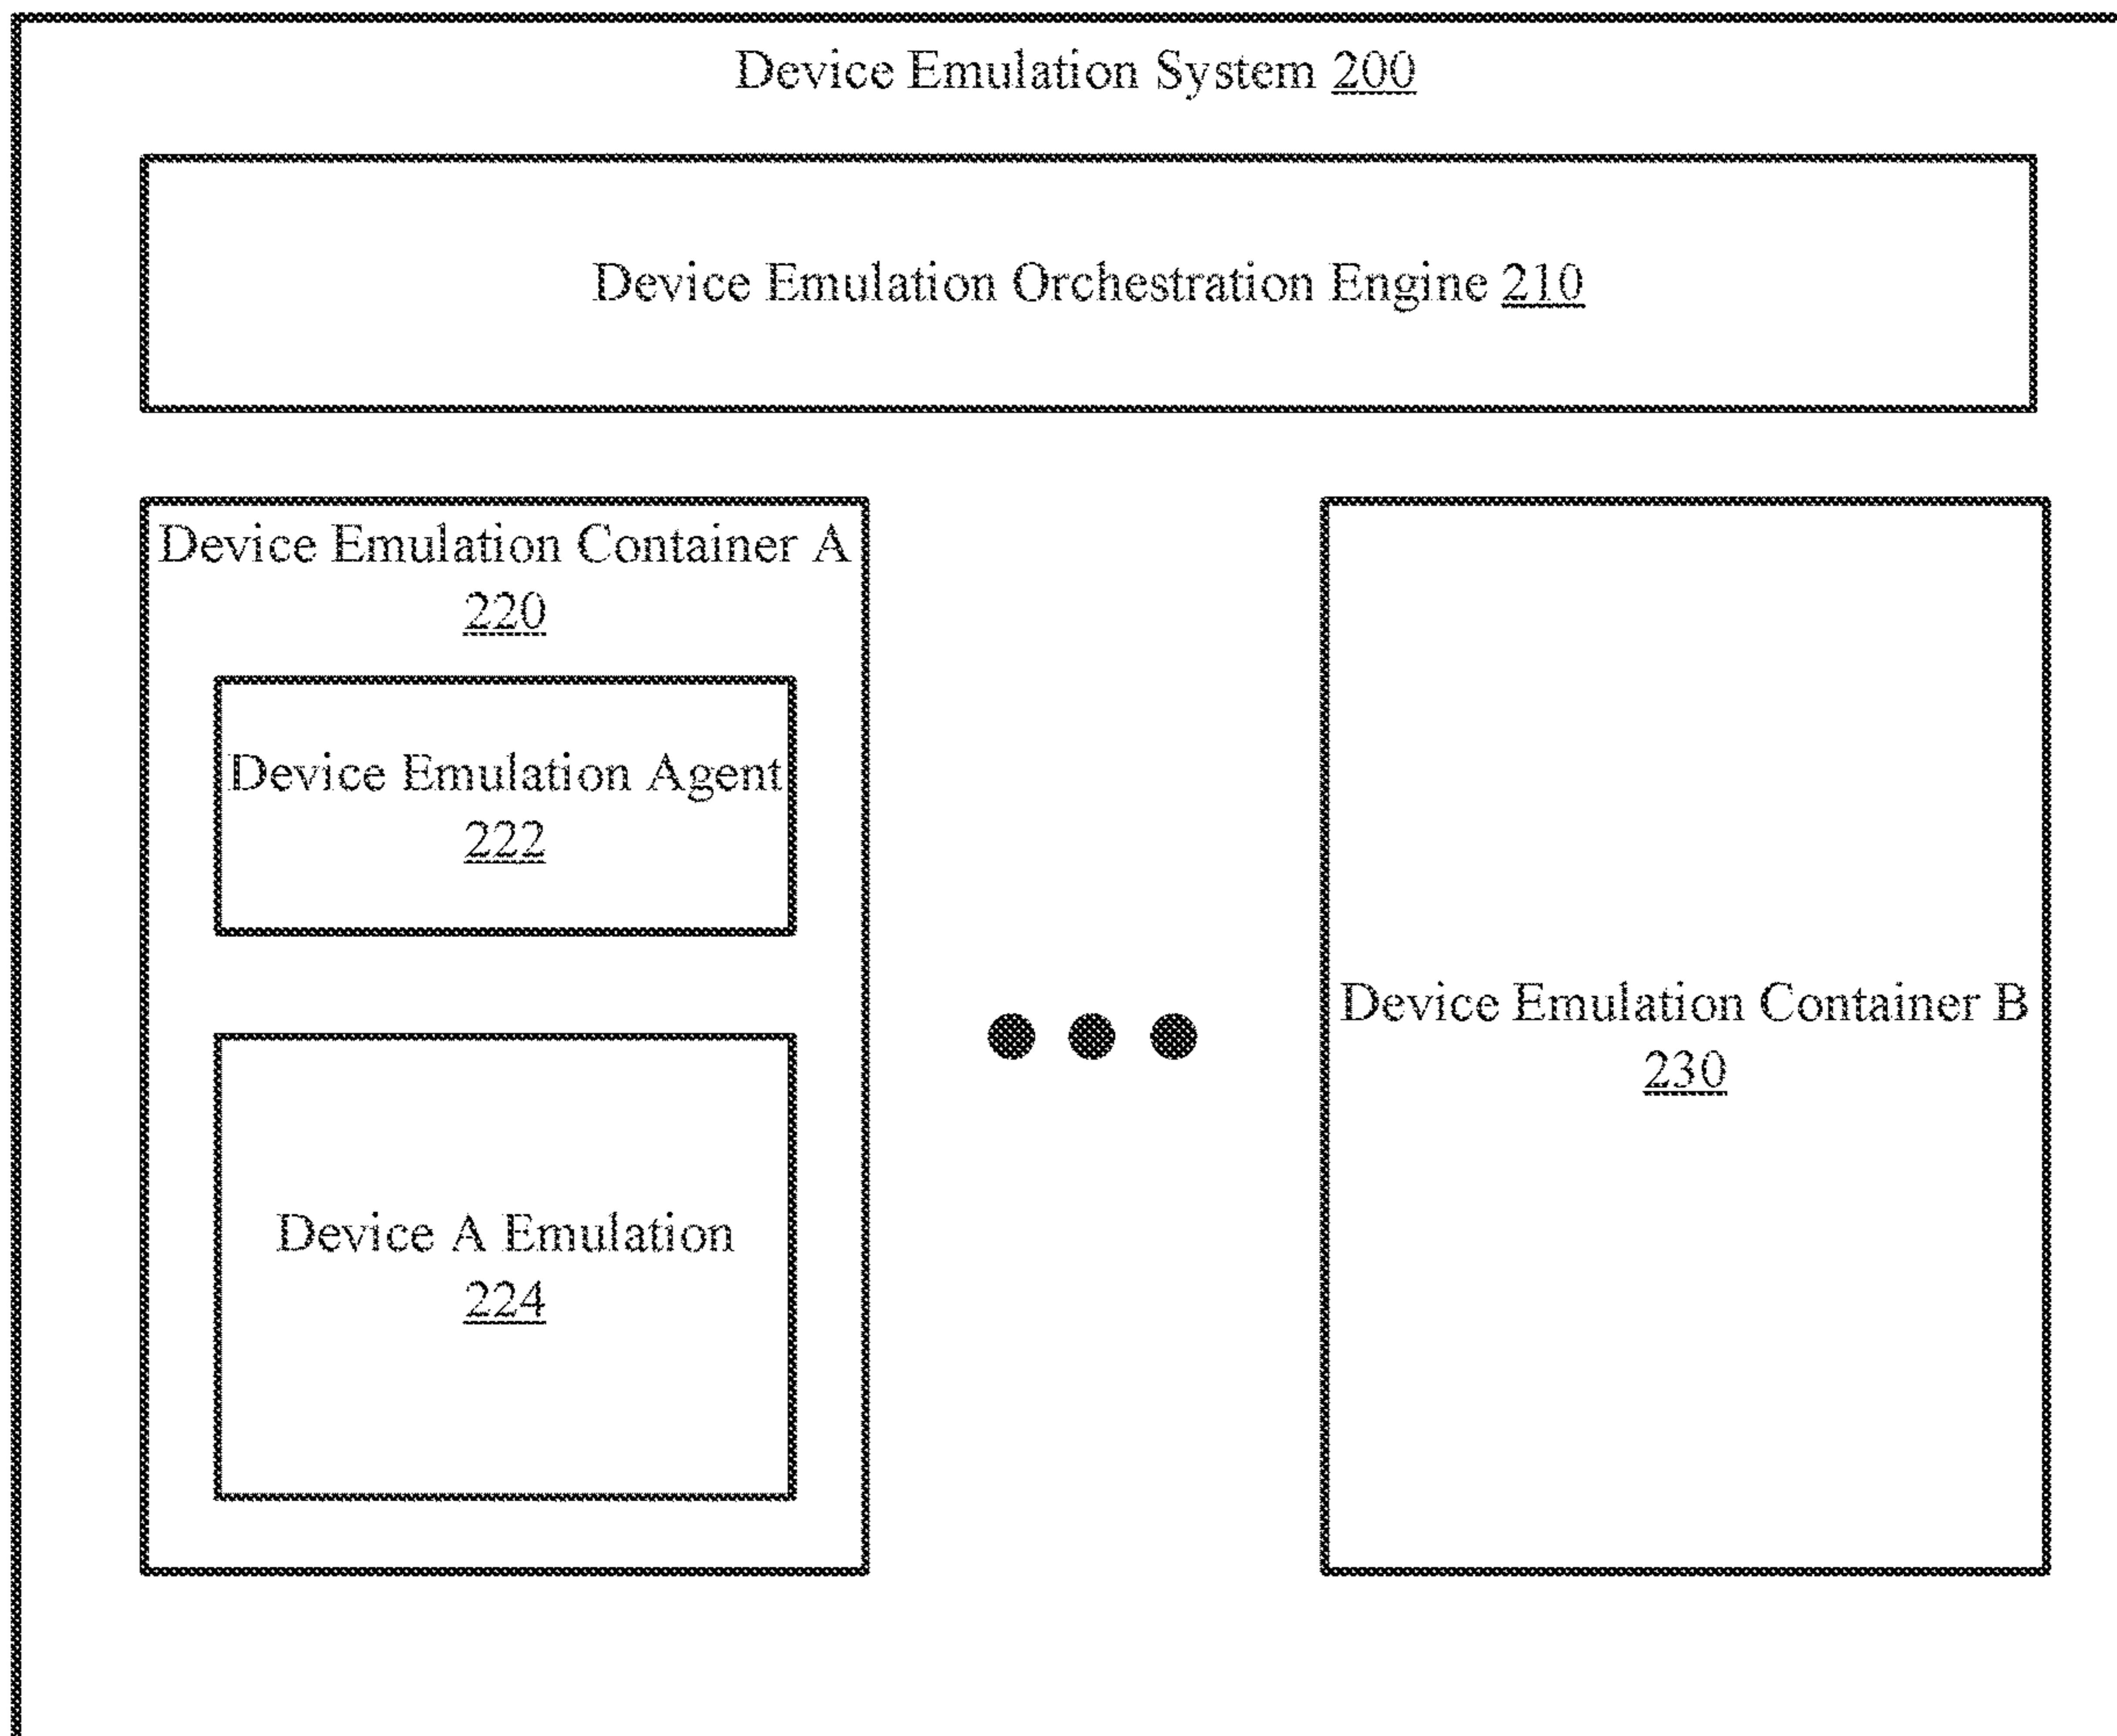 Device Emulation System 200
Device Emulation Orchestration Engine 210
Device Emulation Container A
220
Device Emulation Agent
222
Device A Emulation
224
Device Emulation Container B
230